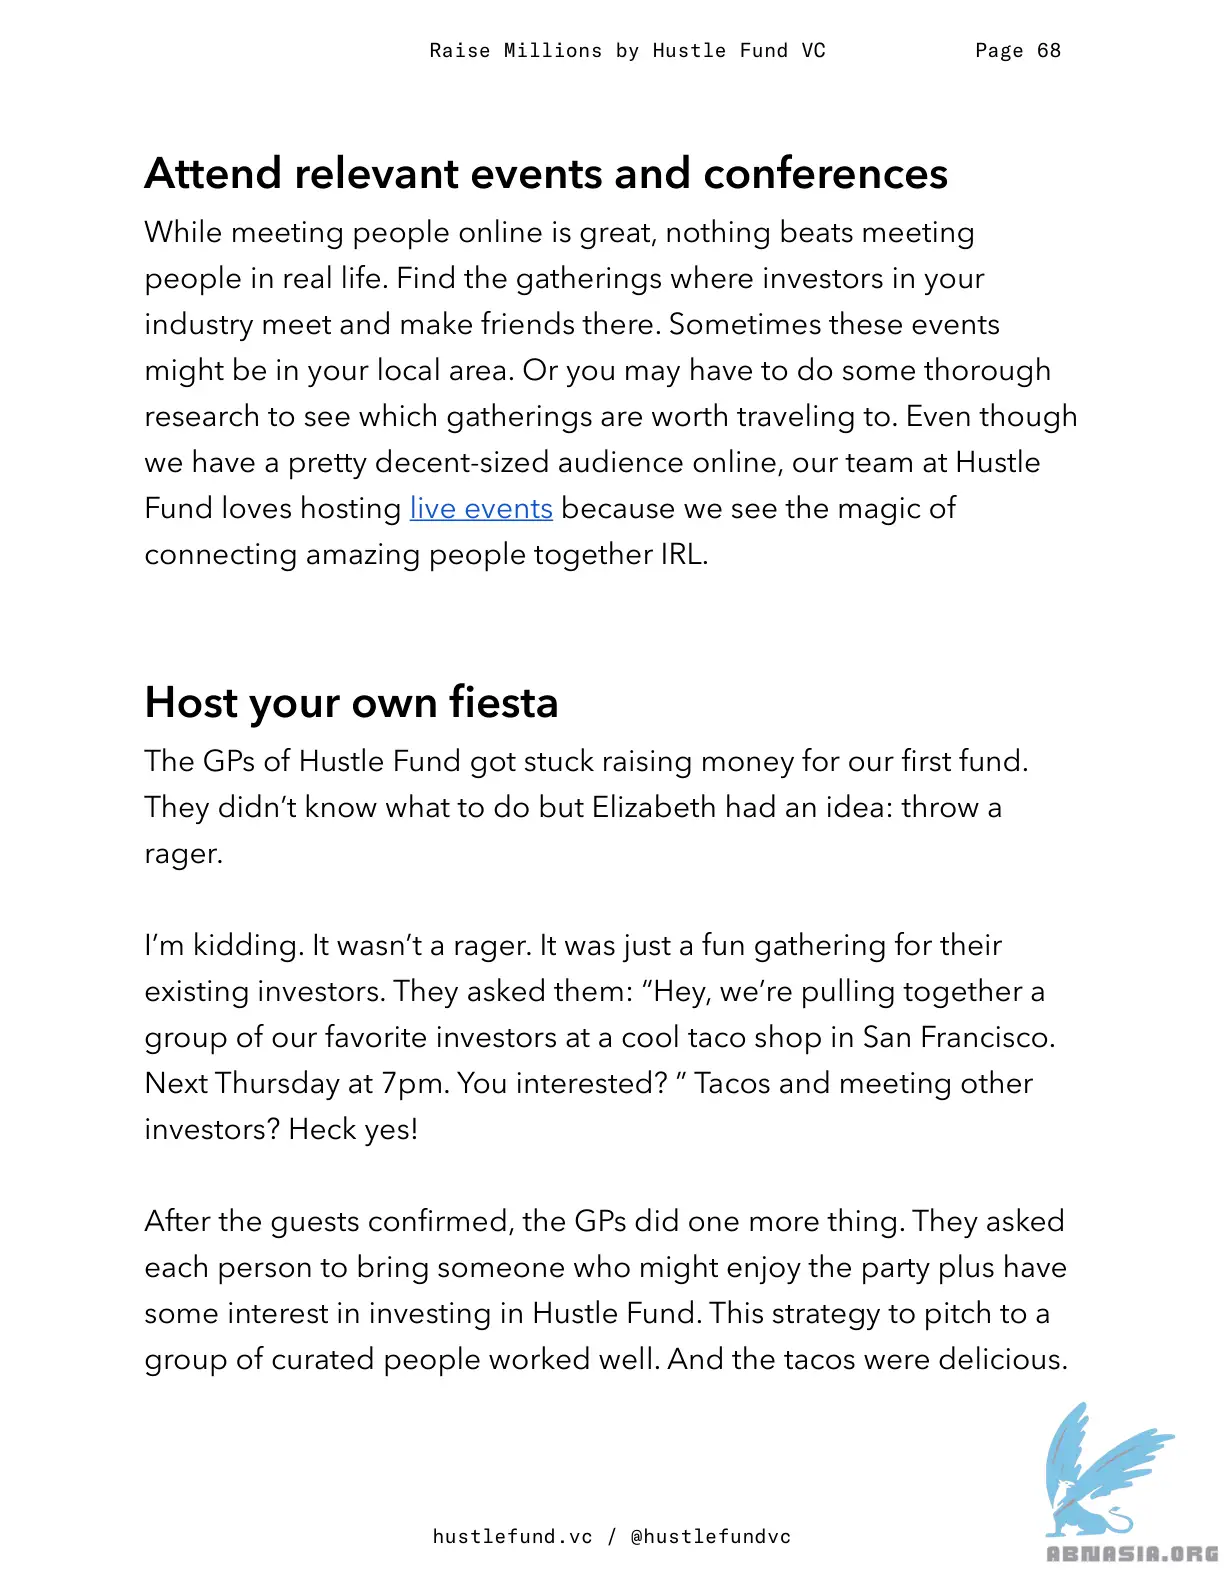 Raise Millions by Hustle Fund VC Page 68
Attend relevant events and conferences
While meeting people online is great, nothing beats meeting
people in real life. Find the gatherings where investors in your
industry meet and make friends there. Sometimes these events
might be in your local area. Or you may have to do some thorough
research to see which gatherings are worth traveling to. Even though
we have a pretty decent-sized audience online, our team at Hustle
Fund loves hosting live events because we see the magic of
connecting amazing people together IRL.
Host your own fiesta
The GPs of Hustle Fund got stuck raising money for our first fund.
They didn’t know what to do but Elizabeth had an idea: throw a
rager.
I’m kidding. It wasn’t a rager. It was just a fun gathering for their
existing investors. They asked them: “Hey, we’re pulling together a
group of our favorite investors at a cool taco shop in San Francisco.
Next Thursday at 7pm. You interested? ” Tacos and meeting other
investors? Heck yes!
After the guests confirmed, the GPs did one more thing. They asked
each person to bring someone who might enjoy the party plus have
some interest in investing in Hustle Fund. This strategy to pitch to a
group of curated people worked well. And the tacos were delicious.
hustlefund.vc / @hustlefundvc
ABNASIA.ORG